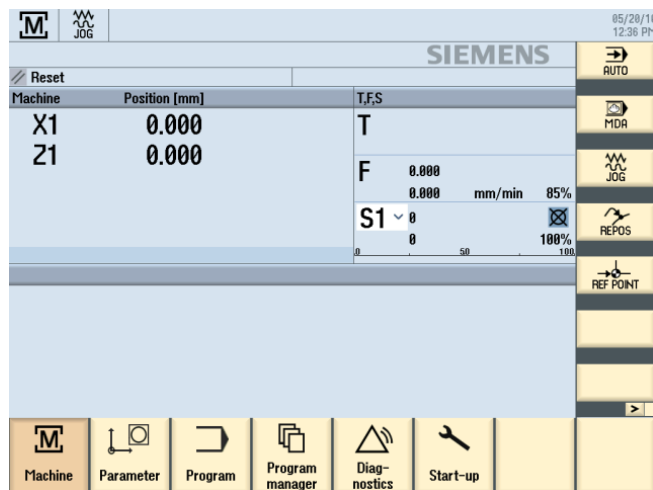 M JOG
05/20/1
12:36 PM
SIEMENS
AUTO
Reset
Machine Position [mm] T,F,S
MDA
X1 0.000 T
Z1 0.000
JOG
F 0.000
0.000 mm/min 85%
S1 0
REPOS
0 100%
0 50 100
REF POINT
>
M
Machine Parameter Program Program manager Diag-nostics Start-up